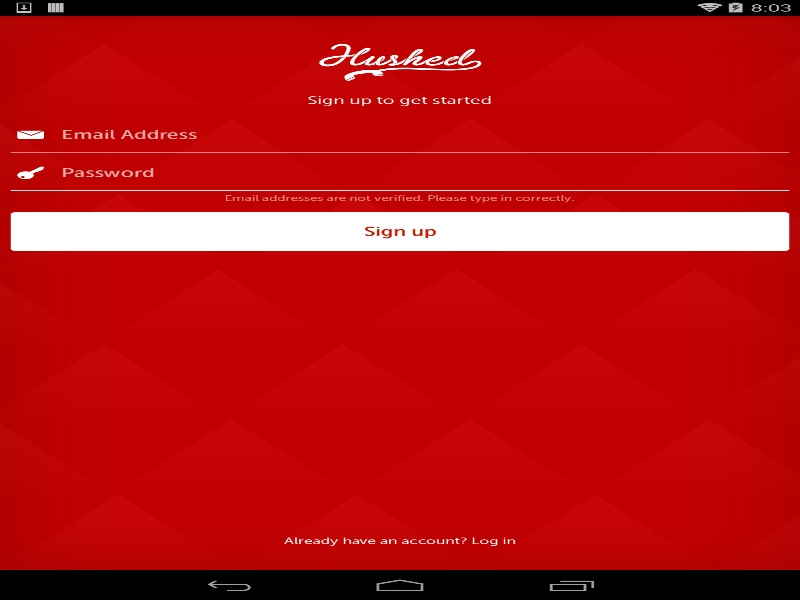 8:03
Hushed
Sign up to get started
Email Address
Password
Email addresses are not verified. Please type in correctly.
Sign up
Already have an account? Log in